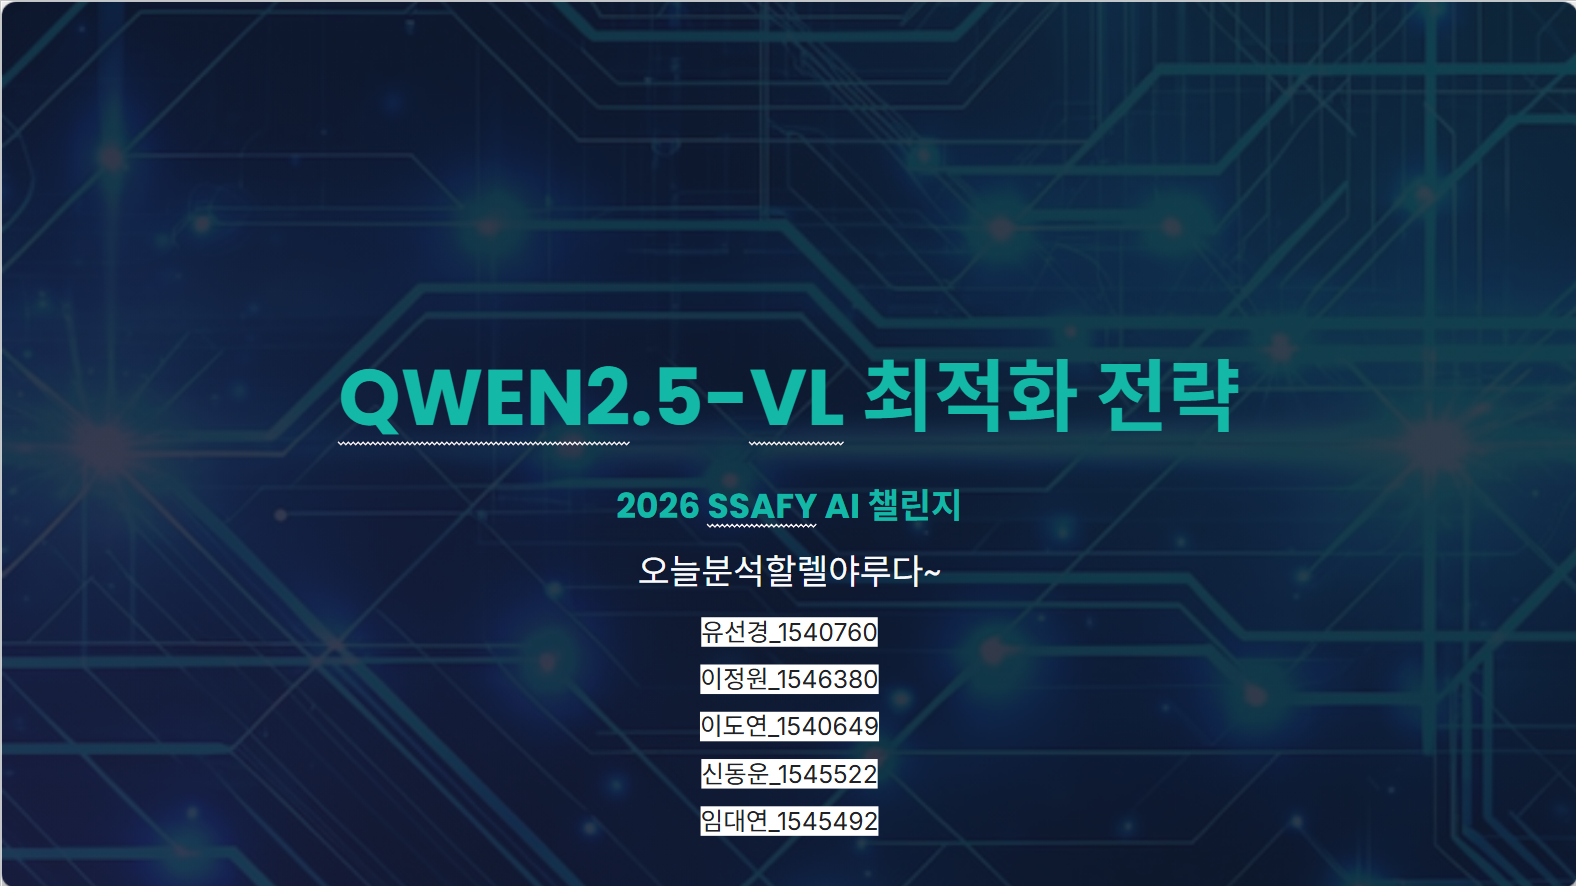 QWEN2.5-VL 최적화 전략
2026 SSAFY AI 챌린지
오늘분석할렐야루다~
유선경_1540760
이정원_1546380
이도연_1540649
신동운_1545522
임대연_1545492